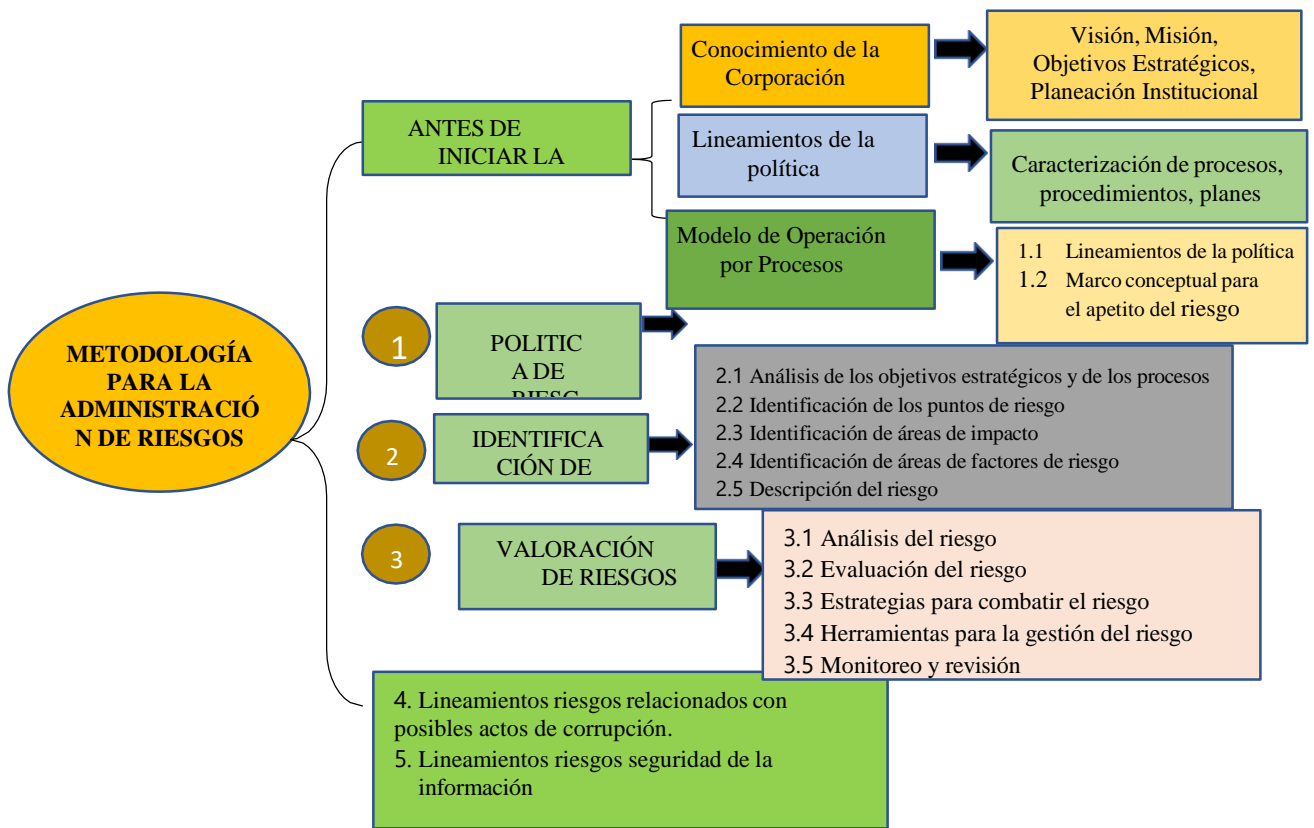 METODOLOGÍA
PARA LA
ADMINISTRACIÓ
N DE RIESGOS
ANTES DE
INICIAR LA
Conocimiento de la
Corporación
Visión, Misión,
Objetivos Estratégicos,
Planeación Institucional
Lineamientos de la
política
Caracterización de procesos,
procedimientos, planes
Modelo de Operación
por Procesos
1.1 Lineamientos de la política
1.2 Marco conceptual para
el apetito del riesgo
1
POLITIC
A DE
RIESG
2
IDENTIFICA
CIÓN DE
2.1 Análisis de los objetivos estratégicos y de los procesos
2.2 Identificación de los puntos de riesgo
2.3 Identificación de áreas de impacto
2.4 Identificación de áreas de factores de riesgo
2.5 Descripción del riesgo
3
VALORACIÓN
DE RIESGOS
3.1 Análisis del riesgo
3.2 Evaluación del riesgo
3.3 Estrategias para combatir el riesgo
3.4 Herramientas para la gestión del riesgo
3.5 Monitoreo y revisión
4. Lineamientos riesgos relacionados con
posibles actos de corrupción.
5. Lineamientos riesgos seguridad de la
información